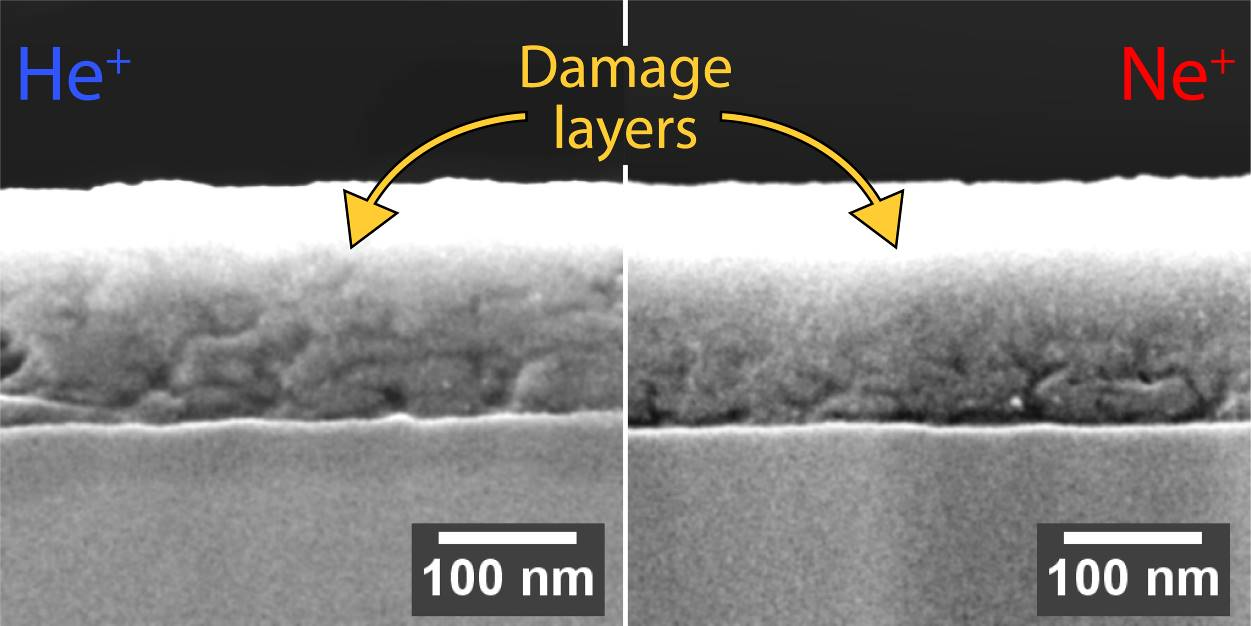 He⁺
Damage
layers
Ne⁺
100 nm
100 nm